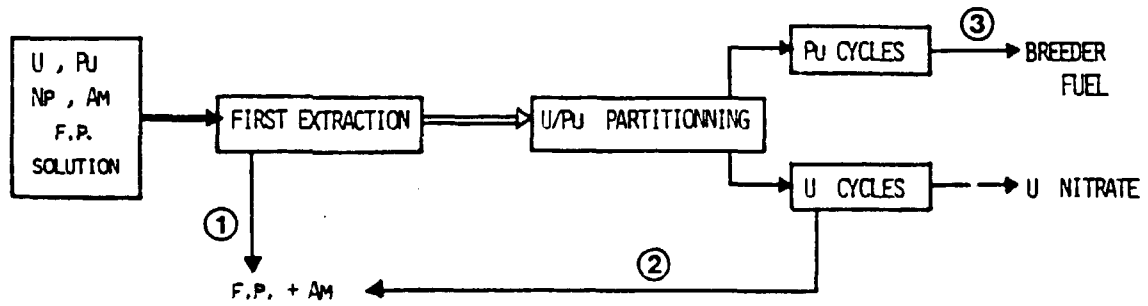 U , Pu
NP , AM
F.P.
SOLUTION
FIRST EXTRACTION
U/Pu PARTITIONNING
Pu CYCLES
③
BREEDER
FUEL
U CYCLES
U NITRATE
①
②
F.P. + AM